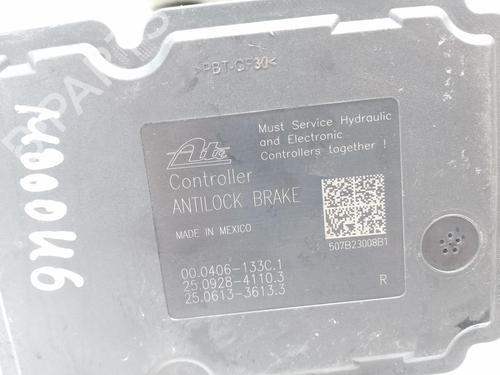 >PBT-GF30<
Ate
Must Service Hydraulic
and Electronic
Controllers together !
Controller
ANTILOCK BRAKE
MADE IN MEXICO
507B23008B1
00.0406-133C.1
25.0928-4110.3
25.0613-3613.3
R